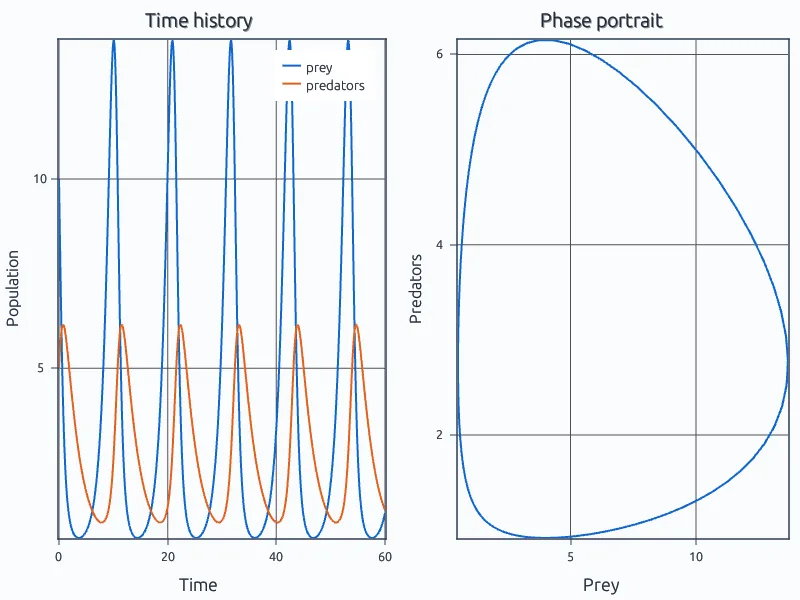 Time history
Population
10
5
prey
predators
0
20
40
60
Time
Phase portrait
Predators
6
4
2
5
10
Prey